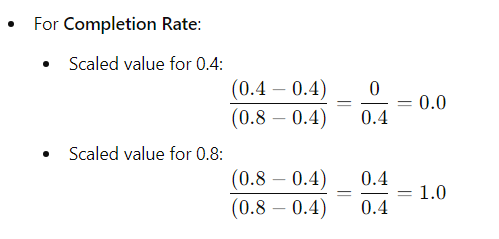 • For Completion Rate:
• Scaled value for 0.4:
(0.4 − 0.4) / (0.8 − 0.4) = 0 / 0.4 = 0.0
• Scaled value for 0.8:
(0.8 − 0.4) / (0.8 − 0.4) = 0.4 / 0.4 = 1.0